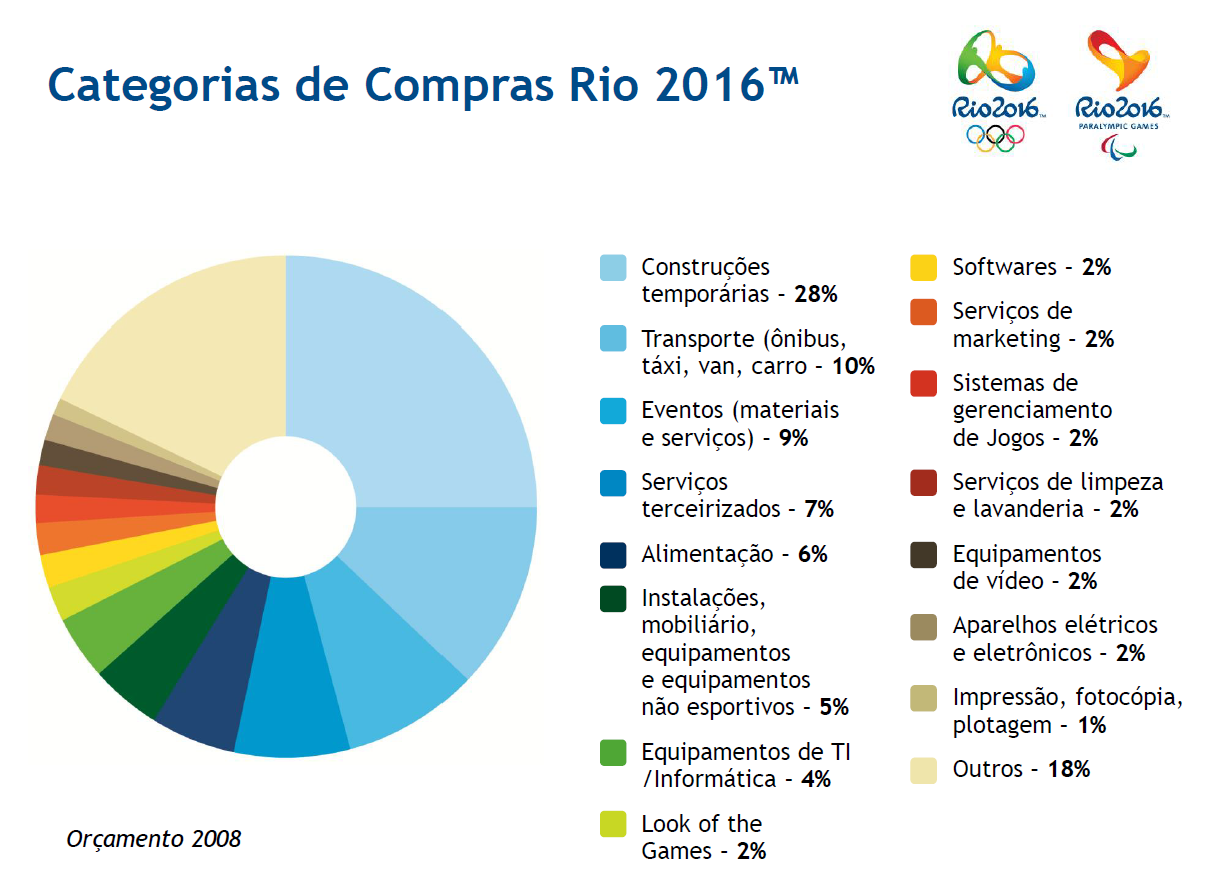 Categorias de Compras Rio 2016™
Rio2016™
Rio2016™
PARALYMPIC GAMES
Construções
temporárias – 28%
Transporte (ônibus,
táxi, van, carro – 10%
Eventos (materiais
e serviços) – 9%
Serviços
terceirizados – 7%
Alimentação – 6%
Instalações,
mobiliário,
equipamentos
e equipamentos
não esportivos – 5%
Equipamentos de TI
/Informática – 4%
Look of the
Games – 2%
Softwares – 2%
Serviços de
marketing – 2%
Sistemas de
gerenciamento
de Jogos – 2%
Serviços de limpeza
e lavanderia – 2%
Equipamentos
de vídeo – 2%
Aparelhos elétricos
e eletrônicos – 2%
Impressão, fotocópia,
plotagem – 1%
Outros – 18%
Orçamento 2008